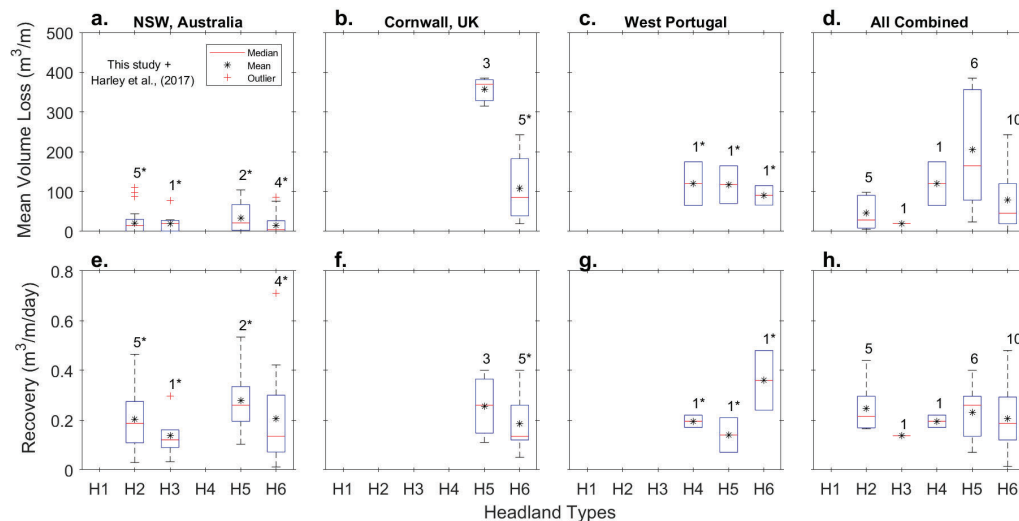 a. NSW, Australia
b. Cornwall, UK
c. West Portugal
d. All Combined
Mean Volume Loss (m³/m)
500
400
300
200
100
0
This study +
Harley et al., (2017)
Median
Mean
Outlier
5*
1*
2*
4*
3
5*
1*
1*
1*
5
1
1
6
10
e.
f.
g.
h.
Recovery (m³/m/day)
0.8
0.6
0.4
0.2
0
5*
1*
2*
4*
3
5*
1*
1*
1*
5
1
1
6
10
H1 H2 H3 H4 H5 H6
H1 H2 H3 H4 H5 H6
H1 H2 H3 H4 H5 H6
H1 H2 H3 H4 H5 H6
Headland Types